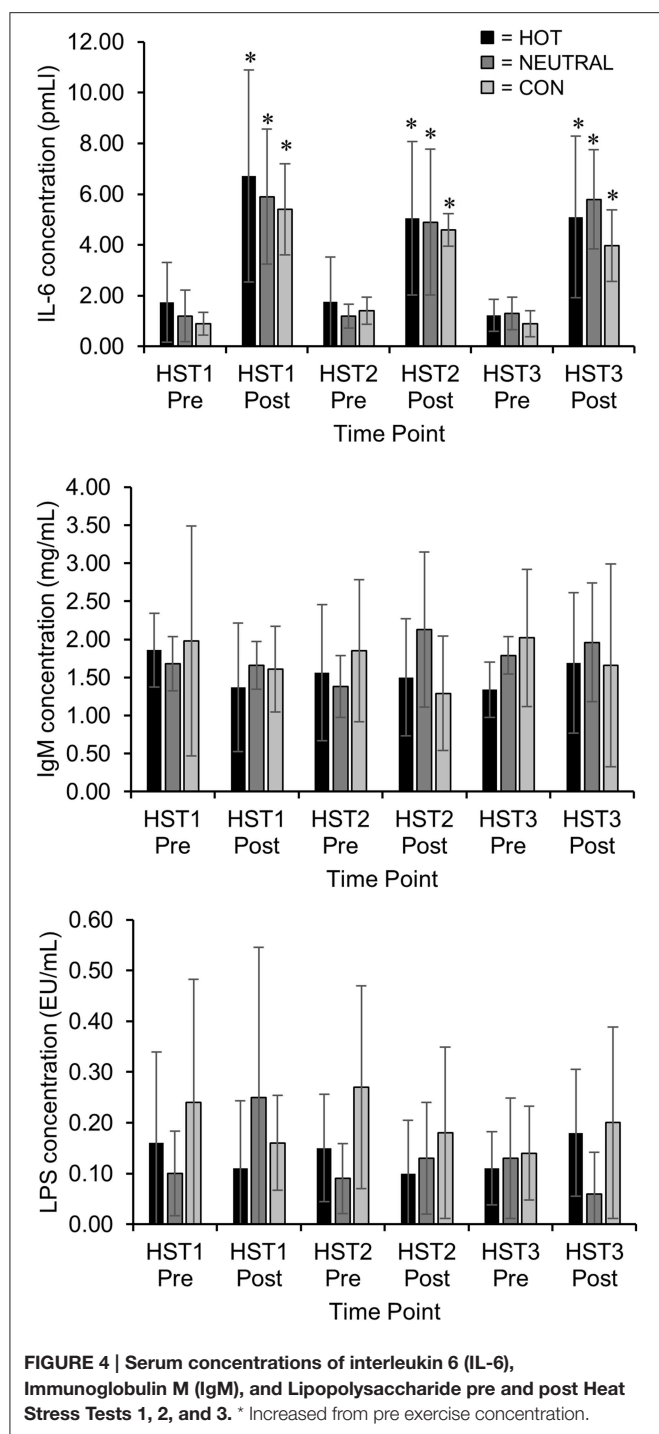 12.00
10.00
8.00
6.00
4.00
2.00
0.00
IL-6 concentration (pmLl)
= HOT
= NEUTRAL
= CON
* * * * * * * * *
HST1 HST1 HST2 HST2 HST3 HST3
Pre Post Pre Post Pre Post
Time Point
4.00
3.50
3.00
2.50
2.00
1.50
1.00
0.50
0.00
IgM concentration (mg/mL)
HST1 HST1 HST2 HST2 HST3 HST3
Pre Post Pre Post Pre Post
Time Point
0.60
0.50
0.40
0.30
0.20
0.10
0.00
LPS concentration (EU/mL)
HST1 HST1 HST2 HST2 HST3 HST3
Pre Post Pre Post Pre Post
Time Point
FIGURE 4 | Serum concentrations of interleukin 6 (IL-6),
Immunoglobulin M (IgM), and Lipopolysaccharide pre and post Heat
Stress Tests 1, 2, and 3. * Increased from pre exercise concentration.